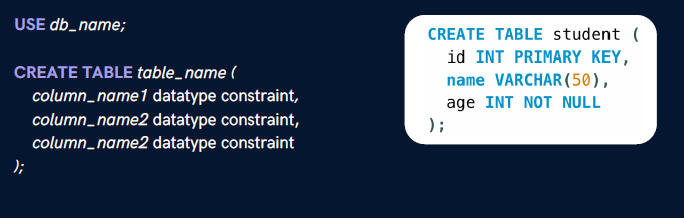 USE db_name;
CREATE TABLE table_name (
column_name1 datatype constraint,
column_name2 datatype constraint,
column_name2 datatype constraint
);
CREATE TABLE student (
id INT PRIMARY KEY,
name VARCHAR(50),
age INT NOT NULL
);